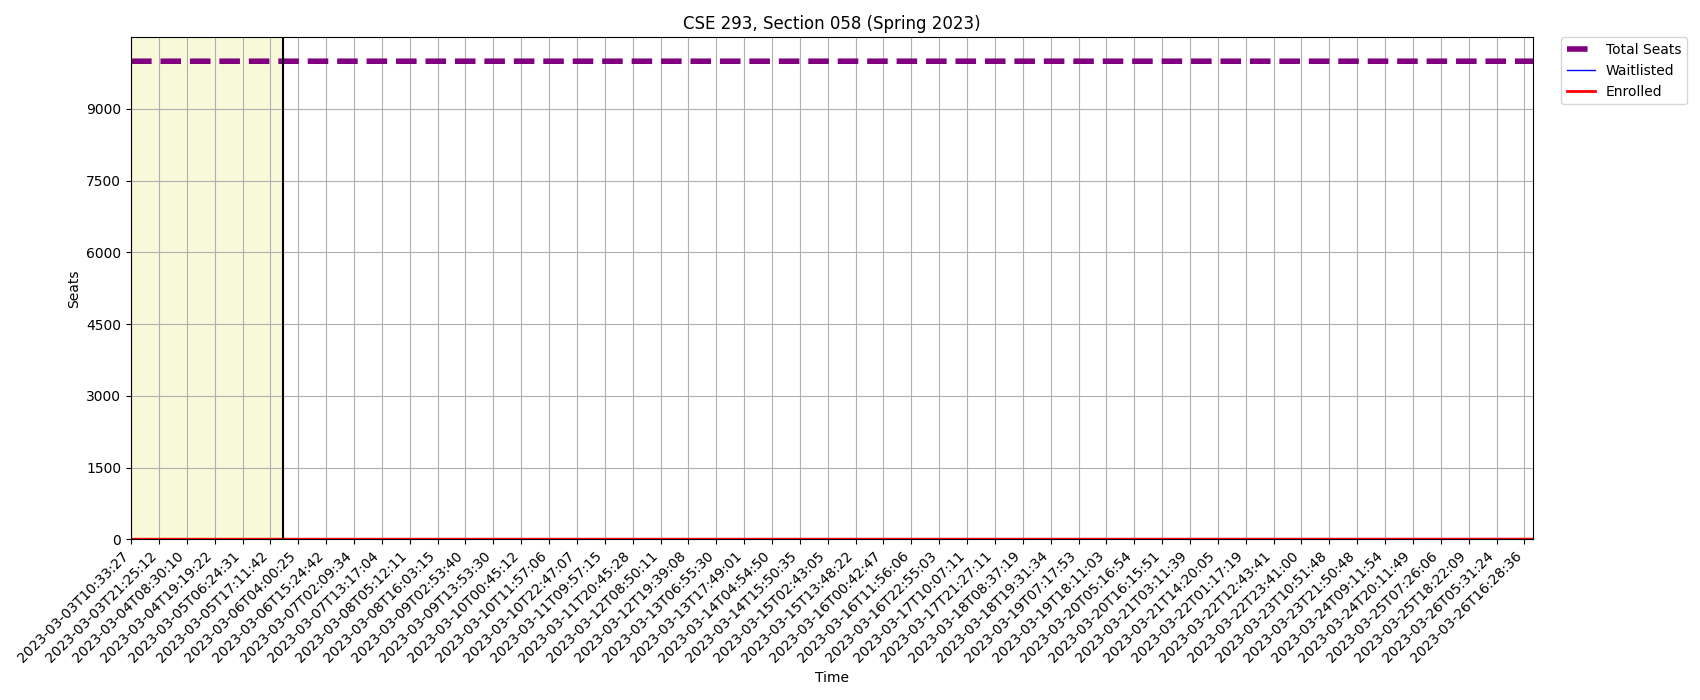 CSE 293, Section 058 (Spring 2023)
Total Seats
Waitlisted
Enrolled
Seats
9000
7500
6000
4500
3000
1500
0
2023-03-03T10:33:27
2023-03-03T21:25:12
2023-03-04T08:30:10
2023-03-04T19:19:22
2023-03-05T06:24:31
2023-03-05T17:11:42
2023-03-06T04:00:25
2023-03-06T15:24:42
2023-03-07T02:09:34
2023-03-07T13:17:04
2023-03-08T05:12:11
2023-03-08T16:03:15
2023-03-09T02:53:40
2023-03-09T13:53:30
2023-03-10T00:45:12
2023-03-10T11:57:06
2023-03-10T22:47:07
2023-03-11T09:57:15
2023-03-11T20:45:28
2023-03-12T08:50:11
2023-03-12T19:39:08
2023-03-13T06:55:30
2023-03-13T17:49:01
2023-03-14T04:54:50
2023-03-14T15:50:35
2023-03-15T02:43:05
2023-03-15T13:48:22
2023-03-16T00:42:47
2023-03-16T11:56:06
2023-03-16T22:55:03
2023-03-17T10:07:11
2023-03-17T21:27:11
2023-03-18T08:37:19
2023-03-18T19:31:34
2023-03-19T07:17:53
2023-03-19T18:11:03
2023-03-20T05:16:54
2023-03-20T16:15:51
2023-03-21T03:11:39
2023-03-21T14:20:05
2023-03-22T01:17:19
2023-03-22T12:43:41
2023-03-22T23:41:00
2023-03-23T10:51:48
2023-03-23T21:50:48
2023-03-24T09:11:54
2023-03-24T20:11:49
2023-03-25T07:26:06
2023-03-25T18:22:09
2023-03-26T05:31:24
2023-03-26T16:28:36
Time